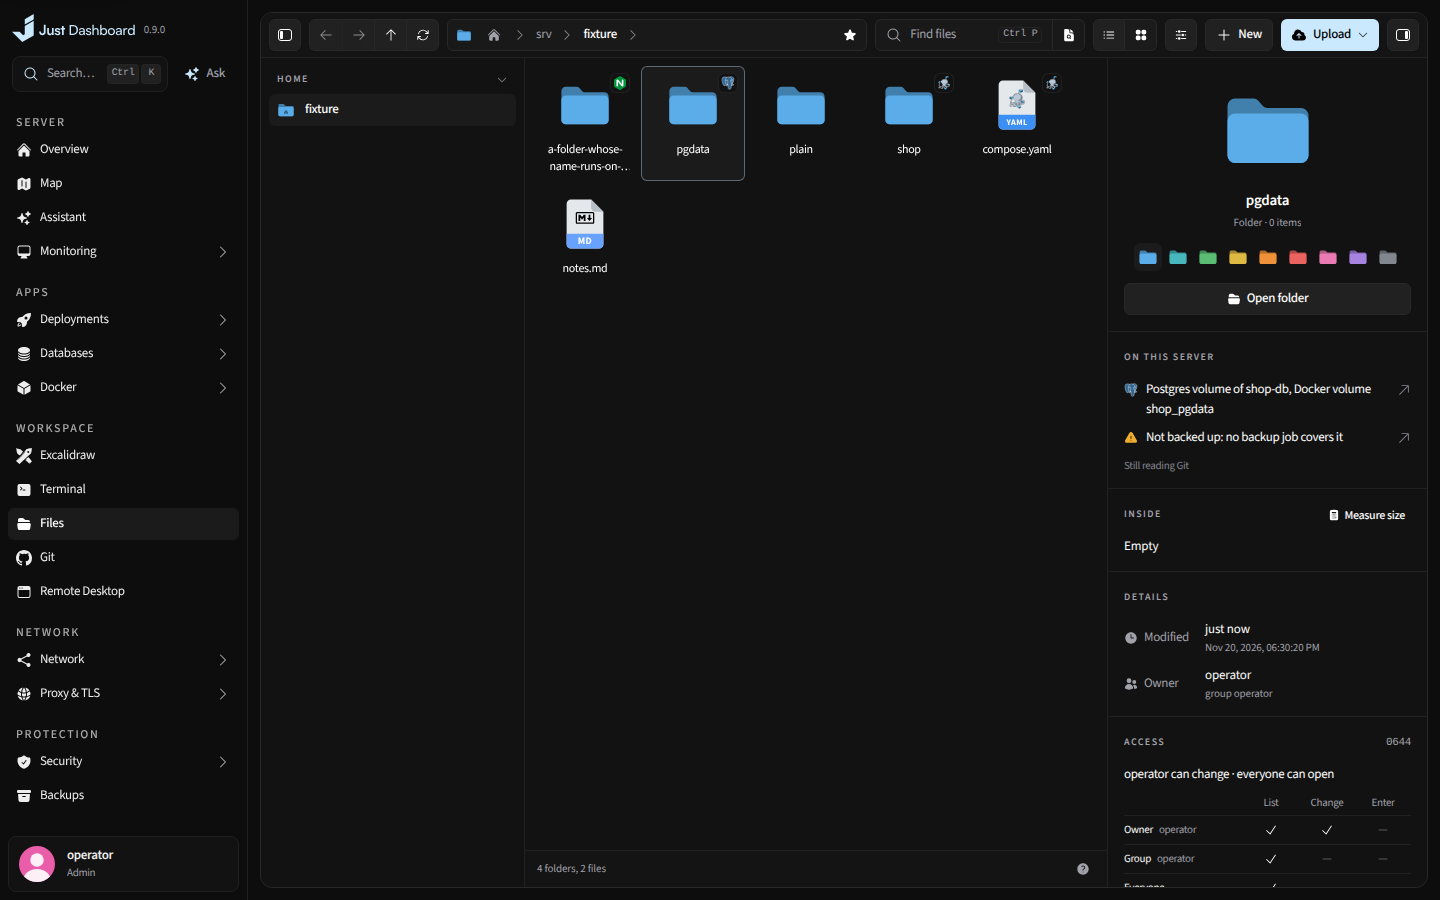 Just Dashboard 0.9.0
Search... Ctrl K Ask
SERVER
Overview
Map
Assistant
Monitoring
APPS
Deployments
Databases
Docker
WORKSPACE
Excalidraw
Terminal
Files
Git
Remote Desktop
NETWORK
Network
Proxy & TLS
PROTECTION
Security
Backups
operator
Admin
srv fixture
Find files Ctrl P
New
Upload
HOME
fixture
a-folder-whose-
name-runs-on-...
pgdata
plain
shop
YAML
compose.yaml
MD
notes.md
4 folders, 2 files
pgdata
Folder · 0 items
Open folder
ON THIS SERVER
Postgres volume of shop-db, Docker volume
shop_pgdata
Not backed up: no backup job covers it
Still reading Git
INSIDE Measure size
Empty
DETAILS
Modified just now
Nov 20, 2026, 06:30:20 PM
Owner operator
group operator
ACCESS 0644
operator can change · everyone can open
List Change Enter
Owner operator
Group operator
Everyone